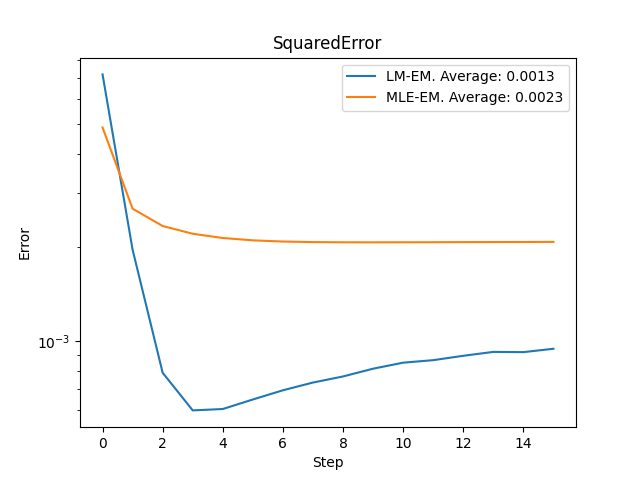 SquaredError
LM-EM. Average: 0.0013
MLE-EM. Average: 0.0023
Error
10⁻³
0 2 4 6 8 10 12 14
Step